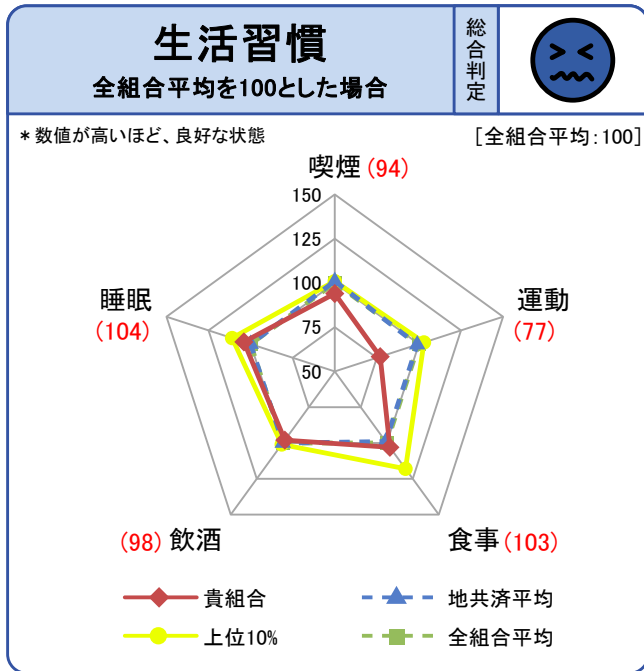 生活習慣
全組合平均を100とした場合
総合判定
*数値が高いほど、良好な状態
[全組合平均:100]
喫煙(94)
150
125
100
75
50
睡眠
(104)
運動
(77)
(98)飲酒
食事(103)
貴組合
地共済平均
上位10%
全組合平均